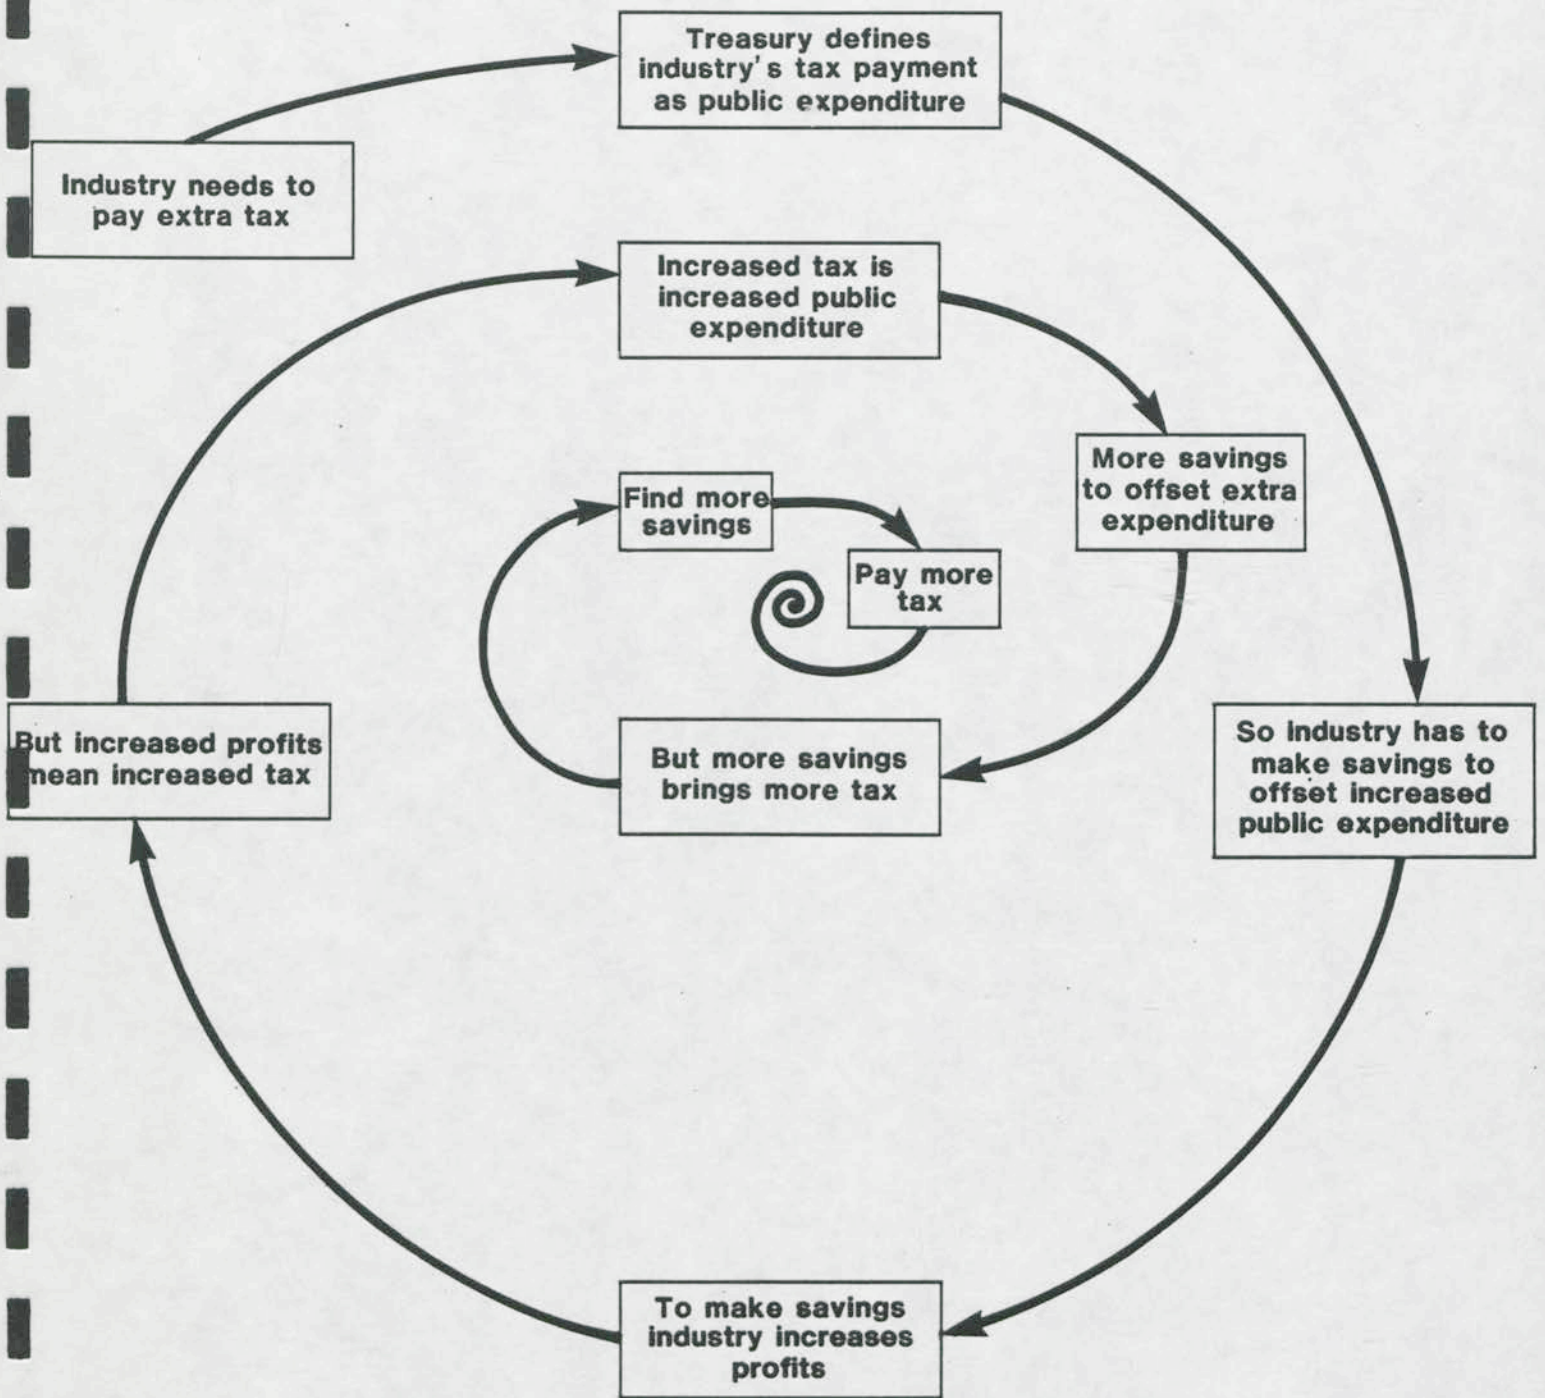 Treasury defines
industry's tax payment
as public expenditure
Industry needs to
pay extra tax
Increased tax is
increased public
expenditure
More savings
to offset extra
expenditure
Find more
savings
Pay more
tax
But increased profits
mean increased tax
But more savings
brings more tax
So industry has to
make savings to
offset increased
public expenditure
To make savings
industry increases
profits